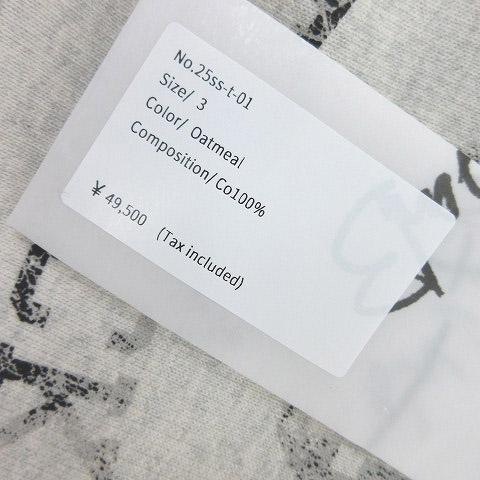 No.25ss-t-01
Size/ 3
Color/ Oatmeal
Composition/Co100%
¥ 49,500 (Tax included)